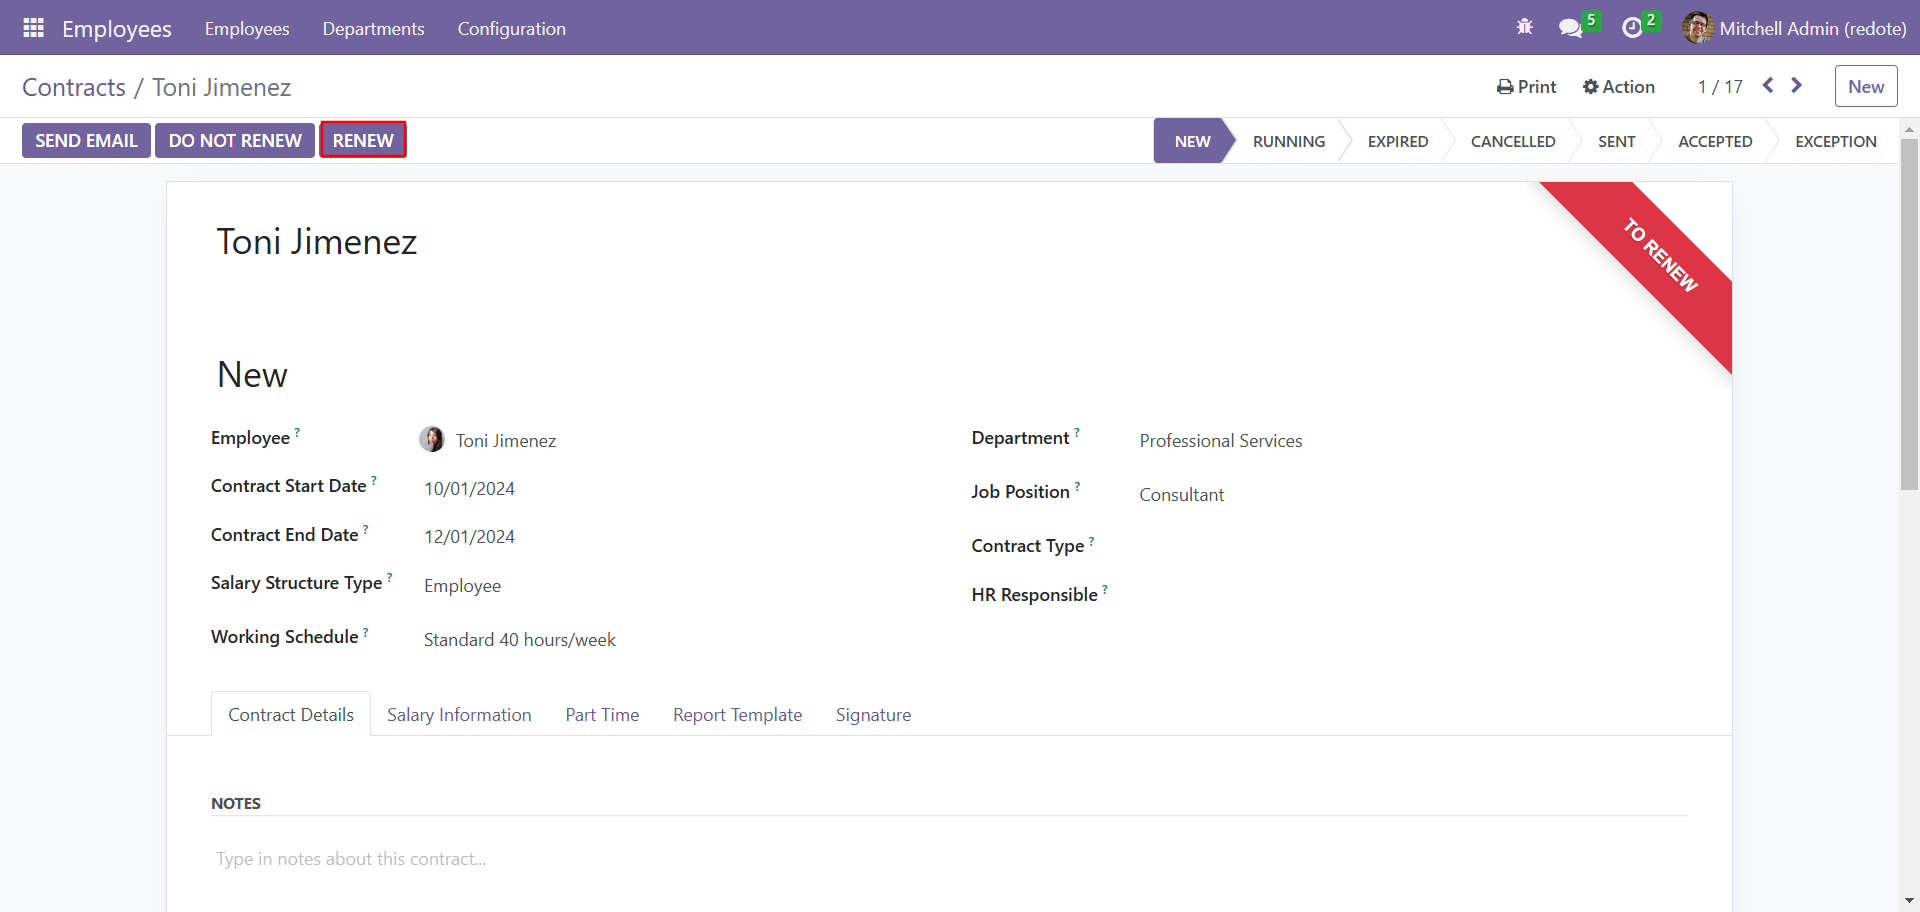 Employees Employees Departments Configuration 5 2 Mitchell Admin (redote)
Contracts / Toni Jimenez Print Action 1 / 17 New
SEND EMAIL DO NOT RENEW RENEW NEW RUNNING EXPIRED CANCELLED SENT ACCEPTED EXCEPTION
TO RENEW
Toni Jimenez
New
Employee ? Toni Jimenez Department ? Professional Services
Contract Start Date ? 10/01/2024 Job Position ? Consultant
Contract End Date ? 12/01/2024 Contract Type ?
Salary Structure Type ? Employee HR Responsible ?
Working Schedule ? Standard 40 hours/week
Contract Details Salary Information Part Time Report Template Signature
NOTES
Type in notes about this contract...